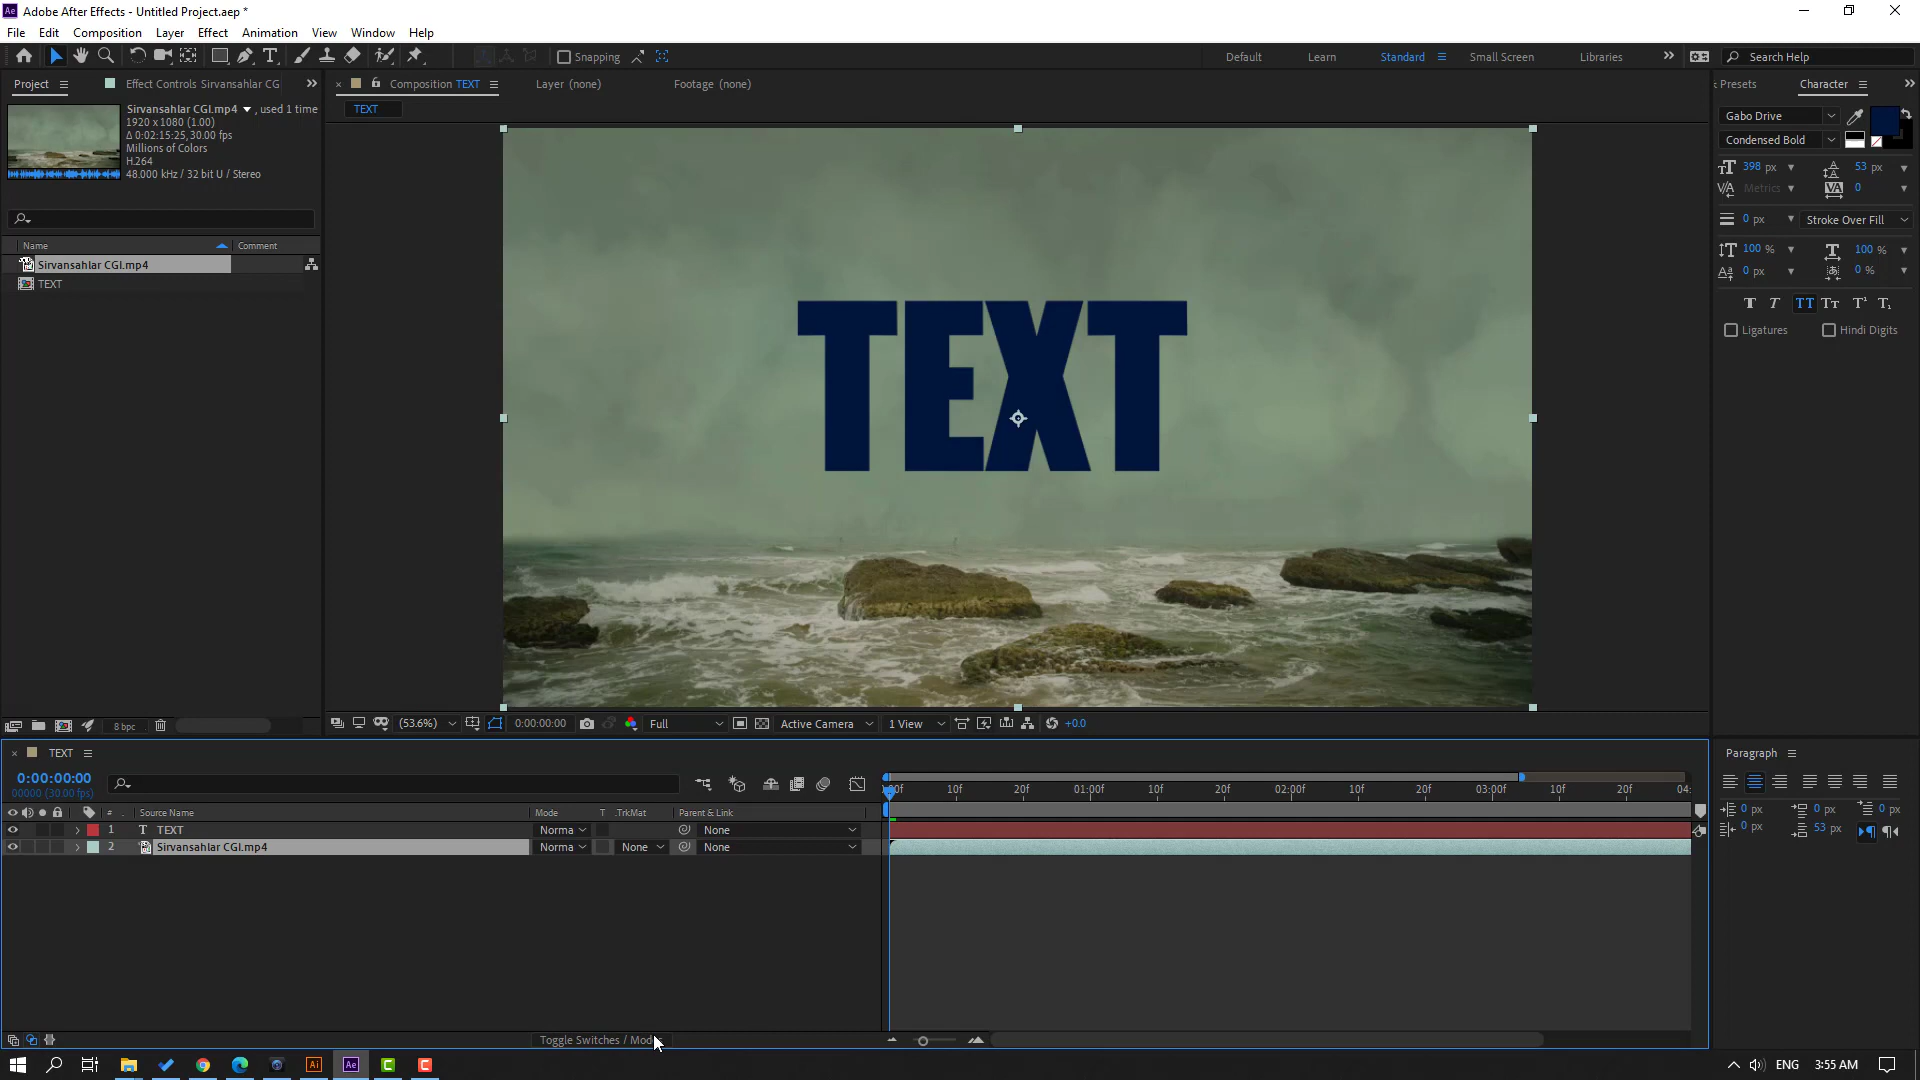 Adobe After Effects - Untitled Project.aep *
File Edit Composition Layer Effect Animation View Window Help
Snapping
Default Learn Standard Small Screen Libraries Search Help
Project Effect Controls Sirvansahlar CG
Composition TEXT Layer (none) Footage (none)
Presets Character
TEXT
Sirvansahlar CGI.mp4 , used 1 time
1920 x 1080 (1.00)
Δ 0:02:15:25, 30.00 fps
Millions of Colors
H.264
48.000 kHz / 32 bit U / Stereo
Name Comment
Sirvansahlar CGI.mp4
TEXT
TEXT
Gabo Drive
Condensed Bold
398 px 53 px
Metrics 0
0 px Stroke Over Fill
100 % 100 %
0 px 0 %
Ligatures Hindi Digits
8 bpc
(53.6%) 0:00:00:00 Full Active Camera 1 View +0.0
TEXT
0:00:00:00
00000 (30.00 fps)
:00f 10f 20f 01:00f 10f 20f 02:00f 10f 20f 03:00f 10f 20f 04:
# Source Name Mode T .TrkMat Parent & Link
1 TEXT Norma None
2 Sirvansahlar CGI.mp4 Norma None None
Toggle Switches / Mod
Paragraph
0 px 0 px 0 px
0 px 53 px
ENG 3:55 AM